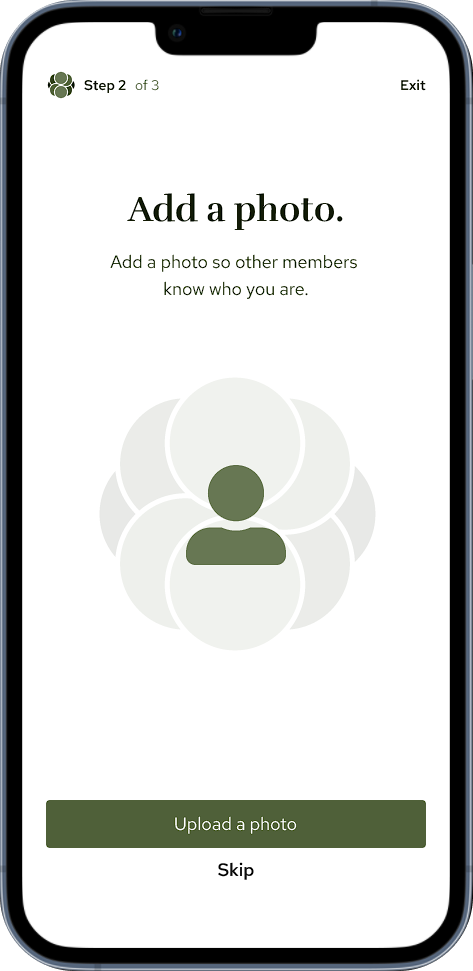 Step 2 of 3
Exit
Add a photo.
Add a photo so other members
know who you are.
Upload a photo
Skip